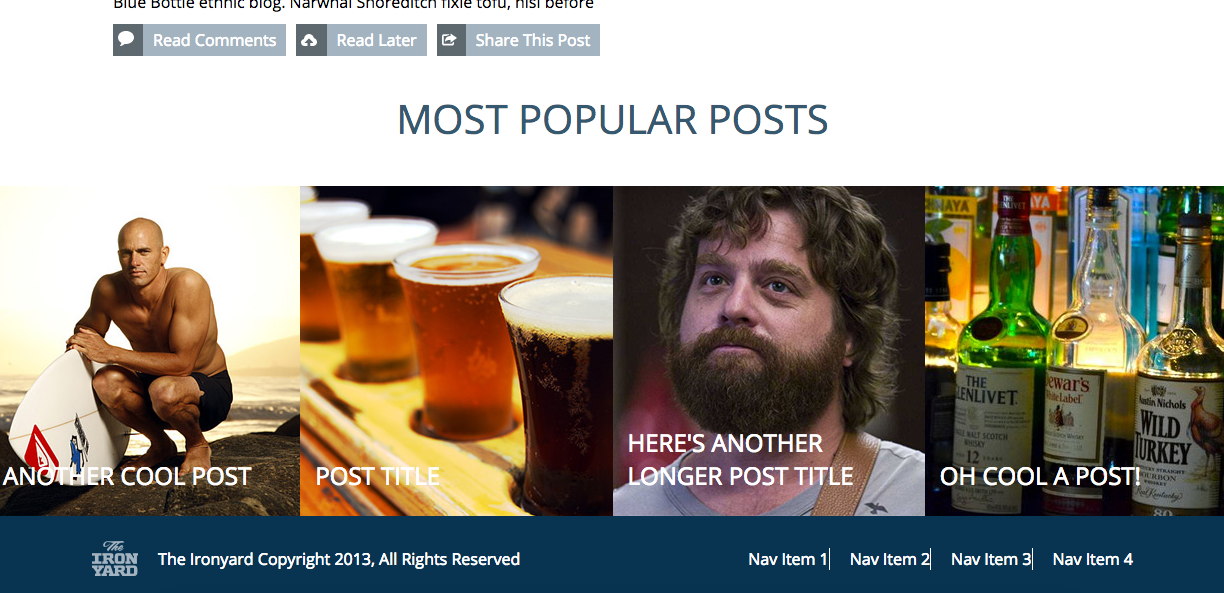 Blue Bottle ethnic blog. Narwhal Shoreditch fixie tofu, nisi before
Read Comments Read Later Share This Post
MOST POPULAR POSTS
THE
GLENLIVET
12
Dewar's
White Label
Austin Nichols
WILD
TURKEY
BOURBON
ANOTHER COOL POST
POST TITLE
HERE'S ANOTHER
LONGER POST TITLE
OH COOL A POST!
The
IRON
YARD
The Ironyard Copyright 2013, All Rights Reserved
Nav Item 1 Nav Item 2 Nav Item 3 Nav Item 4